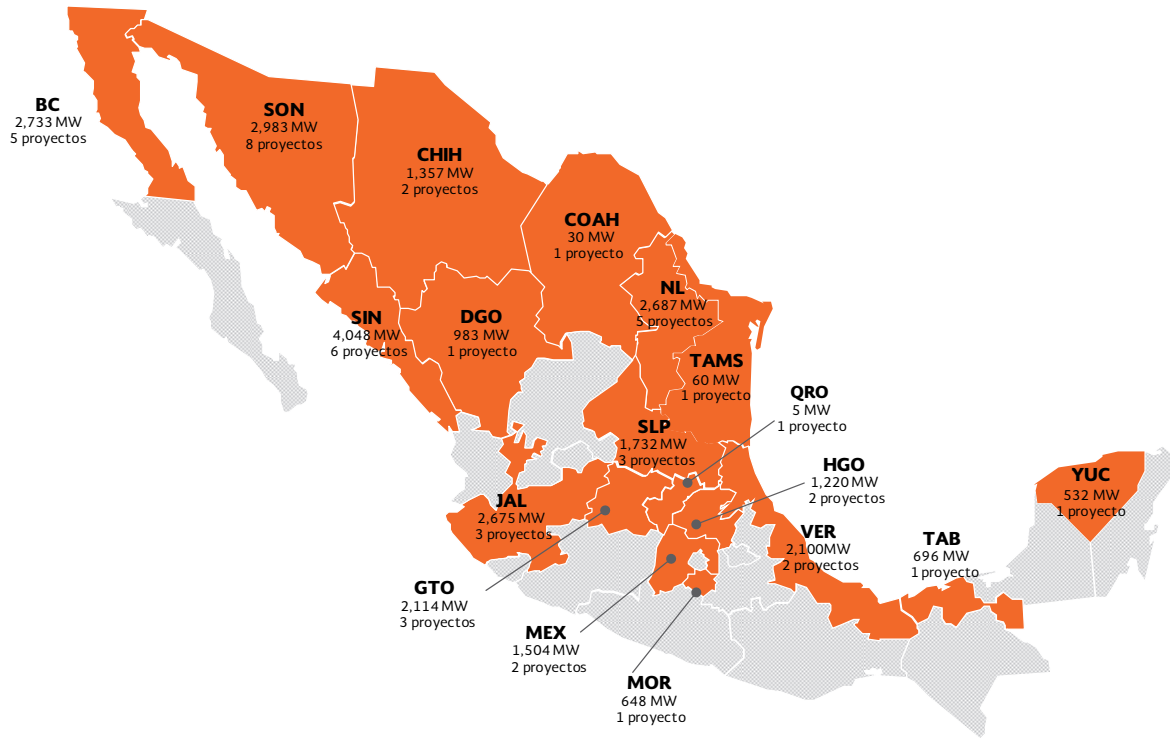 BC
2,733 MW
5 proyectos
SON
2,983 MW
8 proyectos
CHIH
1,357 MW
2 proyectos
COAH
30 MW
1 proyecto
NL
2,687 MW
5 proyectos
SIN
4,048 MW
6 proyectos
DGO
983 MW
1 proyecto
TAMS
60 MW
1 proyecto
QRO
5 MW
1 proyecto
SLP
1,732 MW
3 proyectos
HGO
1,220 MW
2 proyectos
YUC
532 MW
1 proyecto
JAL
2,675 MW
3 proyectos
VER
2,100MW
2 proyectos
TAB
696 MW
1 proyecto
GTO
2,114 MW
3 proyectos
MEX
1,504 MW
2 proyectos
MOR
648 MW
1 proyecto